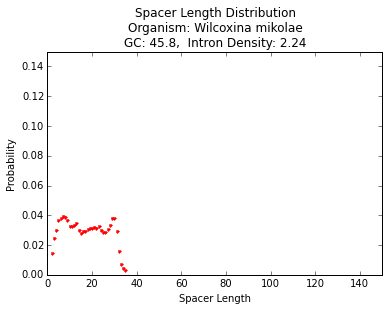 Spacer Length Distribution
Organism: Wilcoxina mikolae
GC: 45.8,  Intron Density: 2.24
0.14
0.12
0.10
0.08
0.06
0.04
0.02
0.00
Probability
0 20 40 60 80 100 120 140
Spacer Length